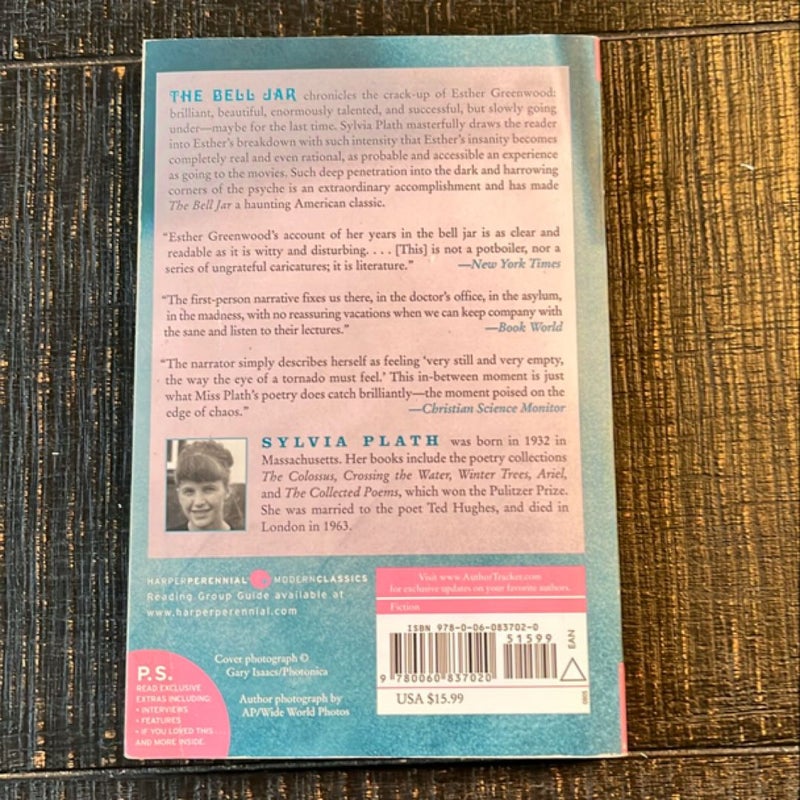 THE BELL JAR chronicles the crack-up of Esther Greenwood:
brilliant, beautiful, enormously talented, and successful, but slowly going
under—maybe for the last time. Sylvia Plath masterfully draws the reader
into Esther's breakdown with such intensity that Esther's insanity becomes
completely real and even rational, as probable and accessible an experience
as going to the movies. Such deep penetration into the dark and harrowing
corners of the psyche is an extraordinary accomplishment and has made
The Bell Jar a haunting American classic.
“Esther Greenwood's account of her years in the bell jar is as clear and
readable as it is witty and disturbing. . . . [This] is not a potboiler, nor a
series of ungrateful caricatures; it is literature.” —New York Times
“The first-person narrative fixes us there, in the doctor's office, in the asylum,
in the madness, with no reassuring vacations when we can keep company with
the sane and listen to their lectures.” —Book World
“The narrator simply describes herself as feeling ‘very still and very empty,
the way the eye of a tornado must feel.’ This in-between moment is just
what Miss Plath's poetry does catch brilliantly—the moment poised on the
edge of chaos.” —Christian Science Monitor
SYLVIA PLATH was born in 1932 in
Massachusetts. Her books include the poetry collections
The Colossus, Crossing the Water, Winter Trees, Ariel,
and The Collected Poems, which won the Pulitzer Prize.
She was married to the poet Ted Hughes, and died in
London in 1963.
HARPERPERENNIAL MODERNCLASSICS
Reading Group Guide available at
www.harperperennial.com
Visit www.AuthorTracker.com
for exclusive updates on your favorite authors.
Fiction
ISBN 978-0-06-083702-0
51599
EAN
9 780060 837020
USA $15.99
0805
Cover photograph ©
Gary Isaacs/Photonica
Author photograph by
AP/Wide World Photos
P.S.
READ EXCLUSIVE
EXTRAS INCLUDING:
• INTERVIEWS
• FEATURES
• IF YOU LOVED THIS . . .
AND MORE INSIDE.